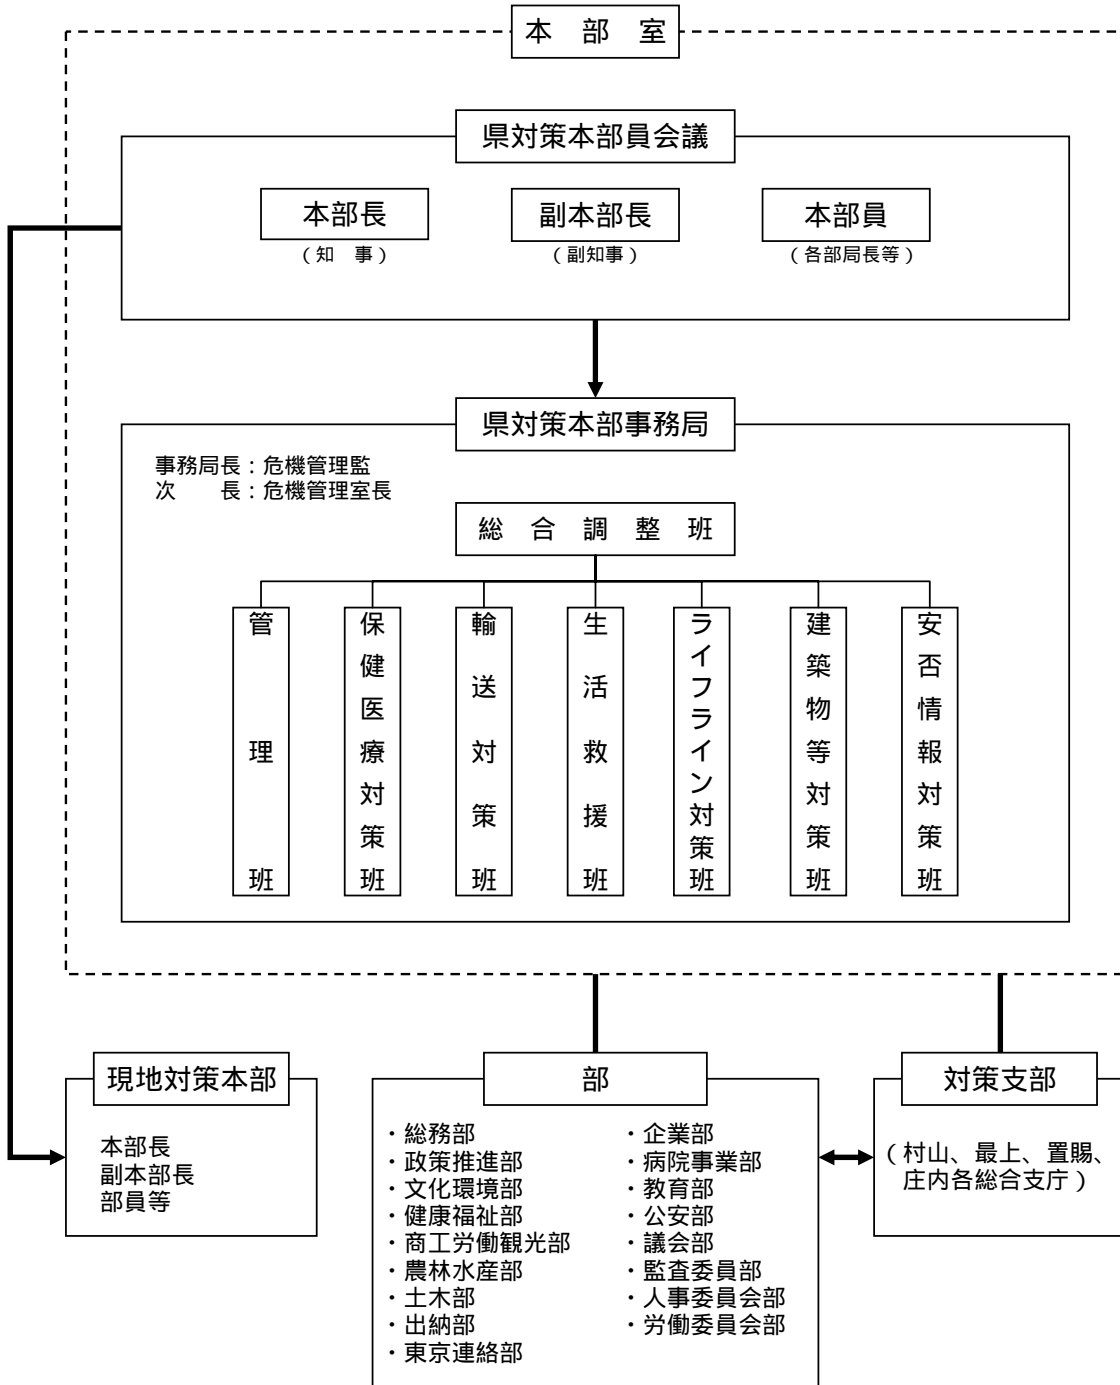 本　部　室
県対策本部員会議
本部長
（知　事）
副本部長
（副知事）
本部員
（各部局長等）
県対策本部事務局
事務局長：危機管理監
次　　長：危機管理室長
総　合　調　整　班
管理班
保健医療対策班
輸送対策班
生活救援班
ライフライン対策班
建築物等対策班
安否情報対策班
現地対策本部
本部長
副本部長
部員等
部
・総務部
・政策推進部
・文化環境部
・健康福祉部
・商工労働観光部
・農林水産部
・土木部
・出納部
・東京連絡部
・企業部
・病院事業部
・教育部
・公安部
・議会部
・監査委員部
・人事委員会部
・労働委員会部
対策支部
（村山、最上、置賜、
庄内各総合支庁）